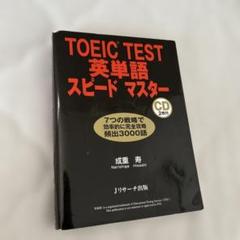 TOEIC TEST
英単語
スピード マスター
CD
2枚付
7つの戦略で
効率的に完全攻略
頻出3000語
成重 寿
Narishige Hisashi
Jリサーチ出版